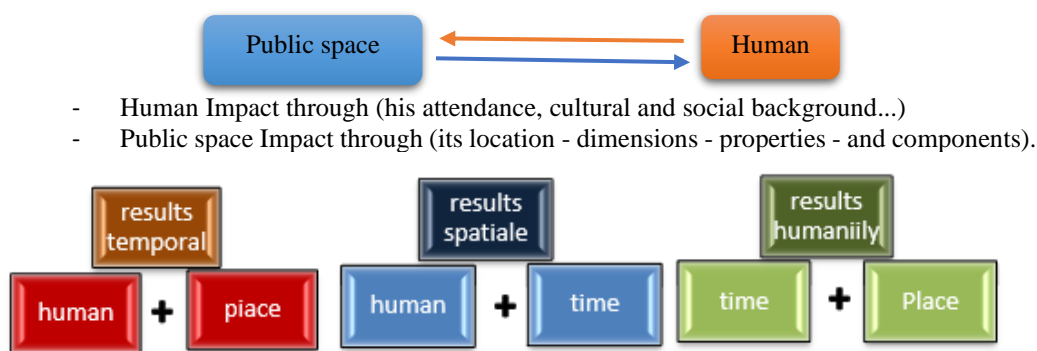 Public space
Human
- Human Impact through (his attendance, cultural and social background...)
- Public space Impact through (its location - dimensions - properties - and components).
results
temporal
human + piace
results
spatiale
human + time
results
humaniily
time + Place